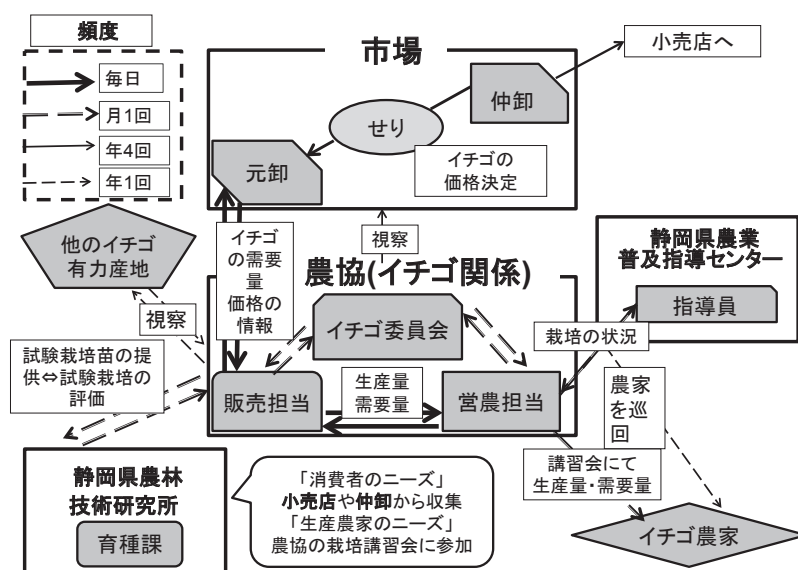 頻度
毎日
月1回
年4回
年1回
市場
小売店へ
仲卸
せり
元卸
イチゴの
価格決定
他のイチゴ
有力産地
イチゴ
の需要
量
価格の
情報
視察
静岡県農業
普及指導センター
指導員
農協(イチゴ関係)
イチゴ委員会
視察
栽培の状況
試験栽培苗の提
供⇔試験栽培の
評価
販売担当
生産量
需要量
営農担当
農家
を巡
回
講習会にて
生産量・需要量
静岡県農林
技術研究所
育種課
「消費者のニーズ」
小売店や仲卸から収集
「生産農家のニーズ」
農協の栽培講習会に参加
イチゴ農家